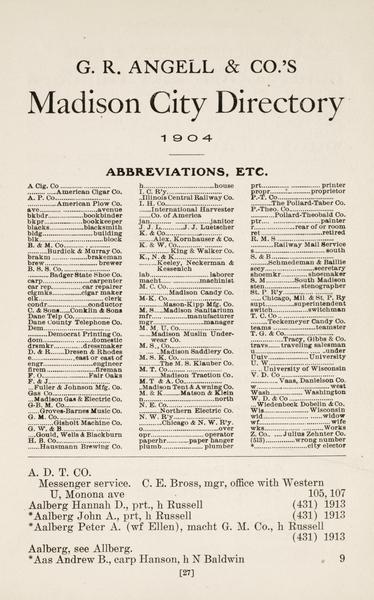 G. R. ANGELL & CO.'S
Madison City Directory
1904
ABBREVIATIONS, ETC.
A Cig. Co
American Cigar Co.
A. P. Co.
American Plow Co.
ave avenue
bkbdr bookbinder
bkpr bookkeeper
blacks blacksmith
bldg building
blk block
B. & M. Co.
Burdick & Murray Co.
brakm brakeman
brew brewer
B. S. S. Co.
Badger State Shoe Co.
carp carpenter
car rep. car repairer
cigmks cigar maker
clk clerk
condr conductor
C. & Sons. Conklin & Sons
Dane Telp Co.
Dane County Telephone Co.
Dem.
Democrat Printing Co.
dom domestic
drsmkr dressmaker
D. & R. Dresen & Rohdes
e east or east of
engr engineer
firem fireman
F. O. Fair Oaks
F. & J.
Fuller & Johnson Mfg. Co.
Gas Co.
Madison Gas & Electric Co.
G-B. M. Co.
Groves-Barnes Music Co.
G. M. Co.
Gisholt Machine Co.
G. W. & B.
Gould, Wells & Blackburn
H. B. Co.
Hausmann Brewing Co.
h house
I. C. R'y.
Illinois Central Railway Co.
I. H. Co.
International Harvester
Co. of America
jan janitor
J. J. L. J. J. Luetscher
K. & Co.
Alex. Kornhauser & Co.
K. & W. Co.
King & Walker Co.
K., N. & K.
Keeley, Neckerman &
Kessenich
lab laborer
macht machinist
M. C. Co.
Madison Candy Co.
M-K. Co.
Mason-Kipp Mfg. Co.
M. S. Madison Sanitarium
mfr manufacturer
mgr manager
M. M. U. Co.
Madison Muslin Under-
wear Co.
M. S., Co.
Madison Saddlery Co.
M. S. K. Co.
The M. S. Klauber Co.
M. T. Co.
Madison Traction Co.
M. T & A. Co.
Madison Tent & Awning Co.
M. & K. Matson & Klein
n north
N. E. Co.
Northern Electric Co.
N. W. R'y.
Chicago & N. W. R'y.
o over
opr operator
paperhr paper hanger
plumb plumber
prt printer
propr proprietor
P.-T. Co.
The Pollard-Taber Co.
P.-Theo. Co.
Pollard-Theobald Co.
ptr painter
r rear of or room
ret retired
R. M. S
Railway Mail Service
s south
S. & B.
Schmedeman & Baillie
secy secretary
shoemkr shoemaker
S. M. South Madison
sten stenographer
St. P. R'y
Chicago, Mil. & St. P. Ry
supt superintendent
switch switchman
T. C. Co.
Teckemeyer Candy Co.
teams teamster
T. G. & Co.
Tracy, Gibbs & Co.
trav. traveling salesman
u under
Univ University
U. W.
University of Wisconsin
V. D. Co.
Vaas, Danielson Co.
w west
Wash Washington
W. D. & Co
Wiedenbeck Dobelin & Co.
Wis Wisconsin
wid widow
wf wife
wks Works
Z Co. Julius Zehnter Co.
(513) wrong number
* city elector
A. D. T. CO.
Messenger service. C. E. Bross, mgr, office with Western
U, Monona ave 105, 107
Aalberg Hannah D., prt., h Russell (431) 1913
*Aalberg John A., prt, h Russell (431) 1913
*Aalberg Peter A. (wf Ellen), macht G. M. Co., h Russell
(431) 1913
Aalberg, see Allberg.
*Aas Andrew B., carp Hanson, h N Baldwin 9
[27]